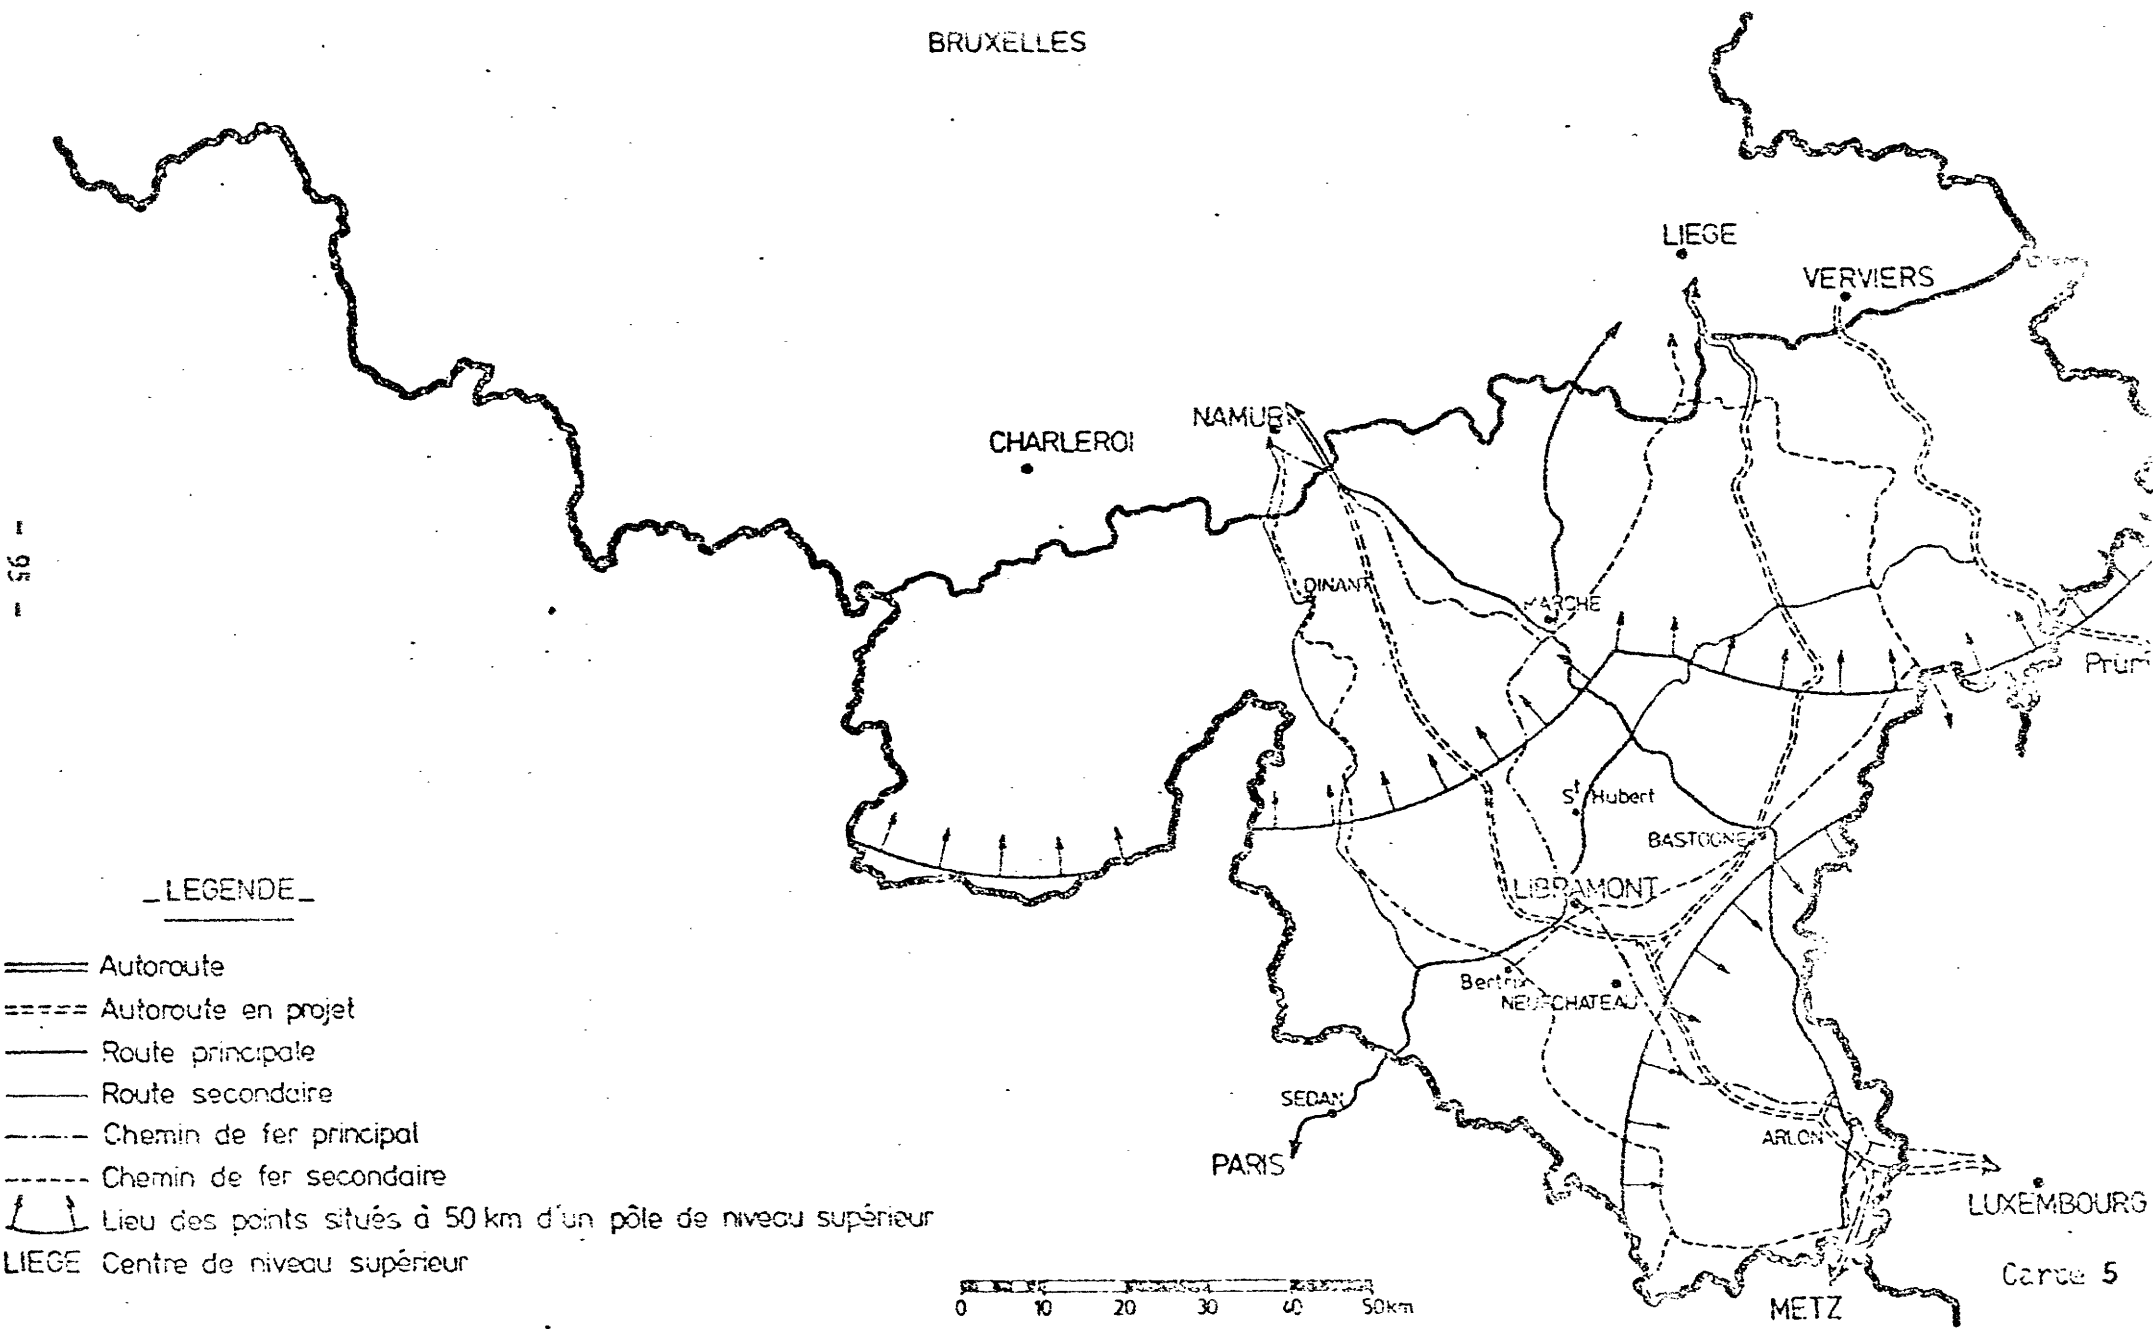 BRUXELLES
LIEGE
VERVIERS
NAMUR
CHARLEROI
- 95 -
DINANT
MARCHE
Prüm
St Hubert
BASTOGNE
LIBRAMONT
Bertrix
NEUFCHATEAU
SEDAN
ARLON
PARIS
LUXEMBOURG
METZ
_LEGENDE_
Autoroute
Autoroute en projet
Route principale
Route secondaire
Chemin de fer principal
Chemin de fer secondaire
Lieu des points situés à 50 km d'un pôle de niveau supérieur
LIEGE Centre de niveau supérieur
0 10 20 30 40 50km
Carte 5